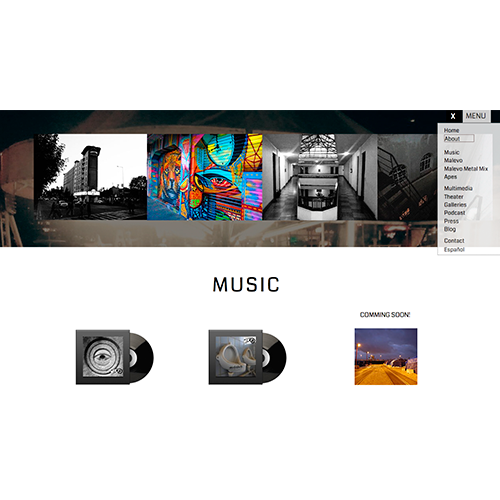 X MENU
Home
About
Music
Malevo
Malevo Metal Mix
Apes
Multimedia
Theater
Galleries
Podcast
Press
Blog
Contact
Español
MUSIC
COMMING SOON!